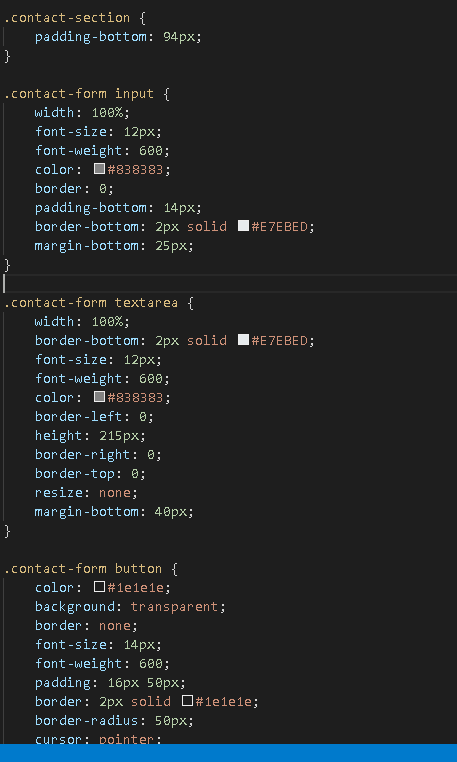 .contact-section {
padding-bottom: 94px;
}
.contact-form input {
width: 100%;
font-size: 12px;
font-weight: 600;
color: #838383;
border: 0;
padding-bottom: 14px;
border-bottom: 2px solid #E7EBED;
margin-bottom: 25px;
}
.contact-form textarea {
width: 100%;
border-bottom: 2px solid #E7EBED;
font-size: 12px;
font-weight: 600;
color: #838383;
border-left: 0;
height: 215px;
border-right: 0;
border-top: 0;
resize: none;
margin-bottom: 40px;
}
.contact-form button {
color: #1e1e1e;
background: transparent;
border: none;
font-size: 14px;
font-weight: 600;
padding: 16px 50px;
border: 2px solid #1e1e1e;
border-radius: 50px;
cursor: pointer;